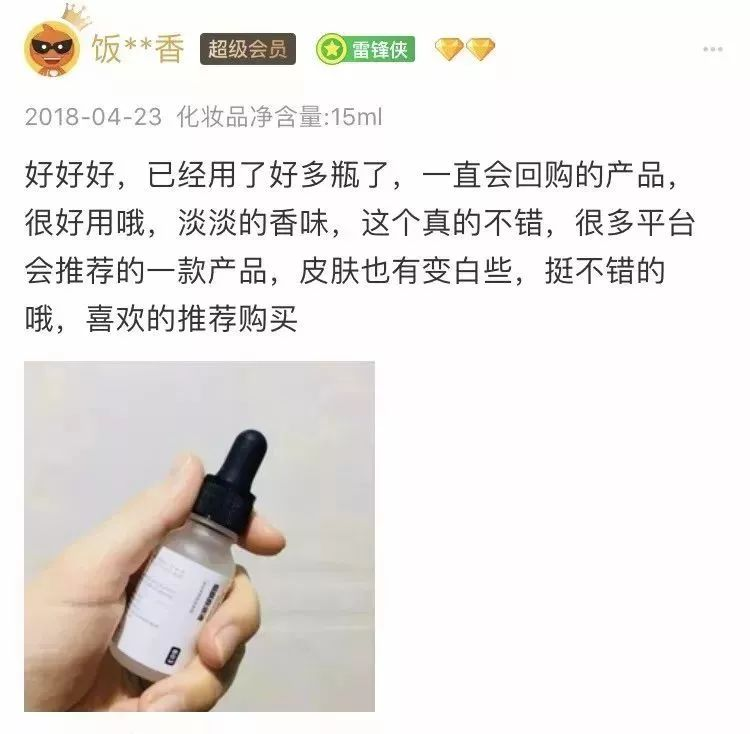 饭**香 超级会员 雷锋侠
2018-04-23 化妆品净含量:15ml
好好好，已经用了好多瓶了，一直会回购的产品，
很好用哦，淡淡的香味，这个真的不错，很多平台
会推荐的一款产品，皮肤也有变白些，挺不错的
哦，喜欢的推荐购买